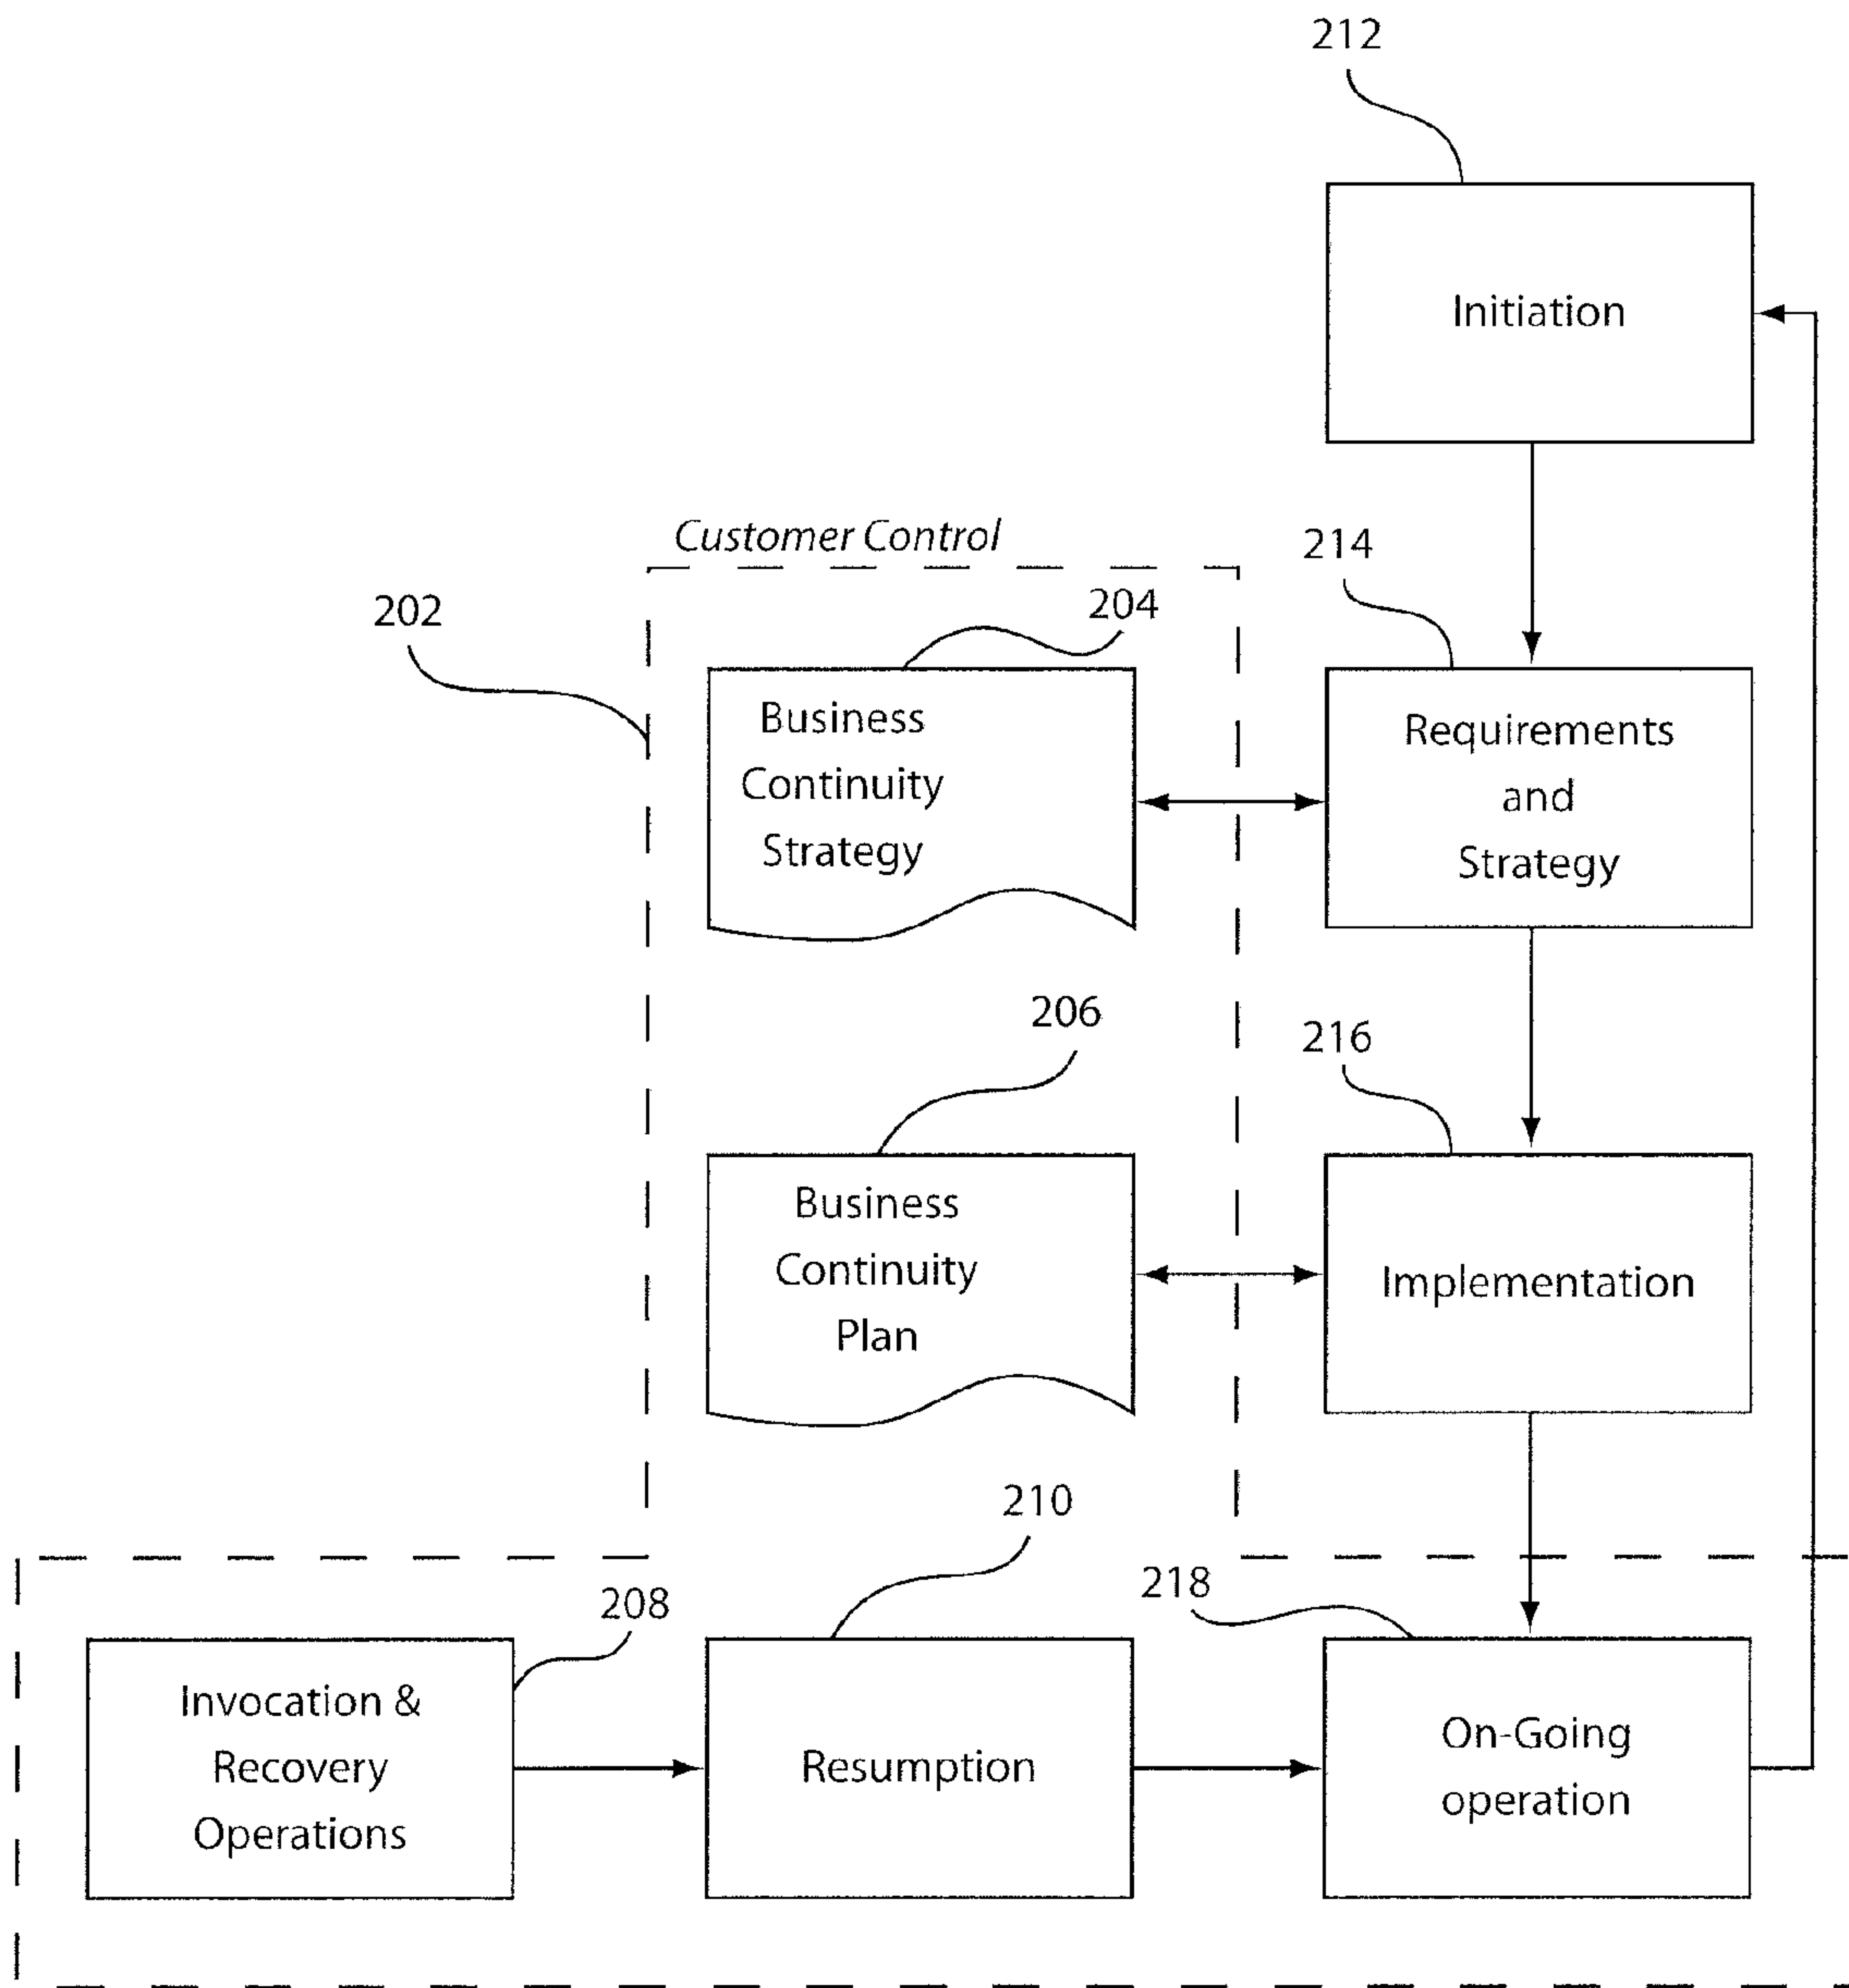 212
Initiation
Customer Control
202
204
214
Business
Continuity
Strategy
Requirements
and
Strategy
206
216
Business
Continuity
Plan
Implementation
210
208
218
Invocation &
Recovery
Operations
Resumption
On-Going
operation